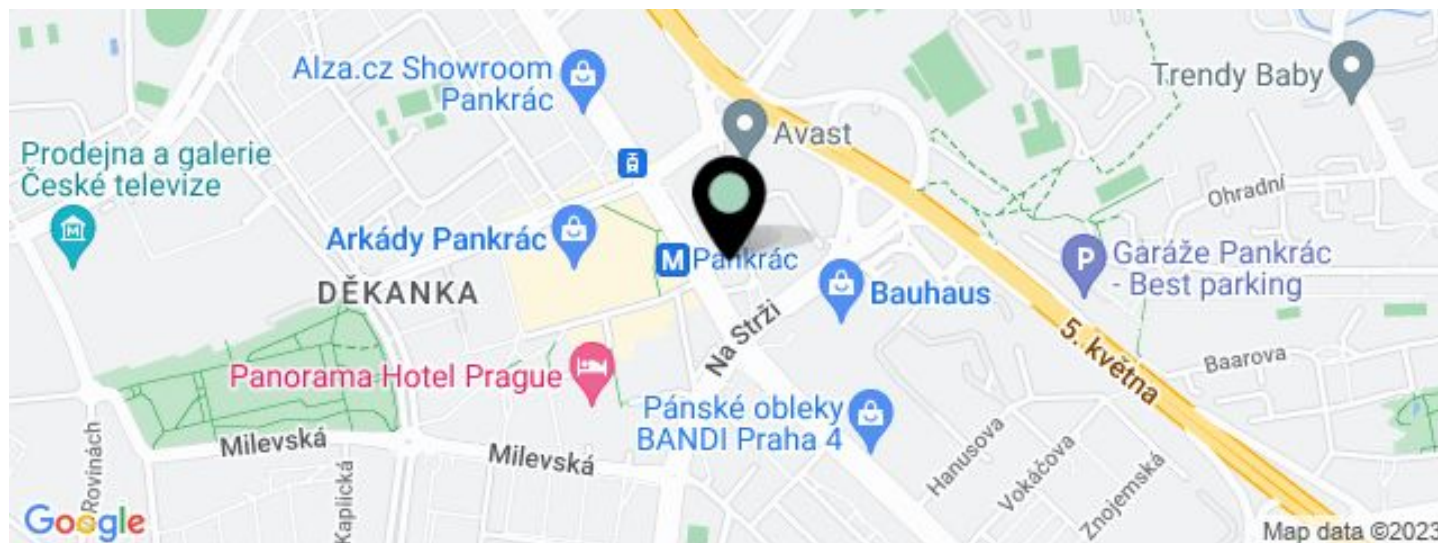 Alza.cz Showroom
Pankrác
Trendy Baby
Avast
Prodejna a galerie
České televize
Ohradní
Arkády Pankrác
M
Pankrác
P
Garáže Pankrác
- Best parking
DĚKANKA
Bauhaus
Na Strži
5. května
Baarova
Panorama Hotel Prague
Pánské obleky
BANDI Praha 4
Milevská
Milevská
Hanusova
Vokáčova
Znojemská
Rovinách
Kaplická
Google
Map data ©2023